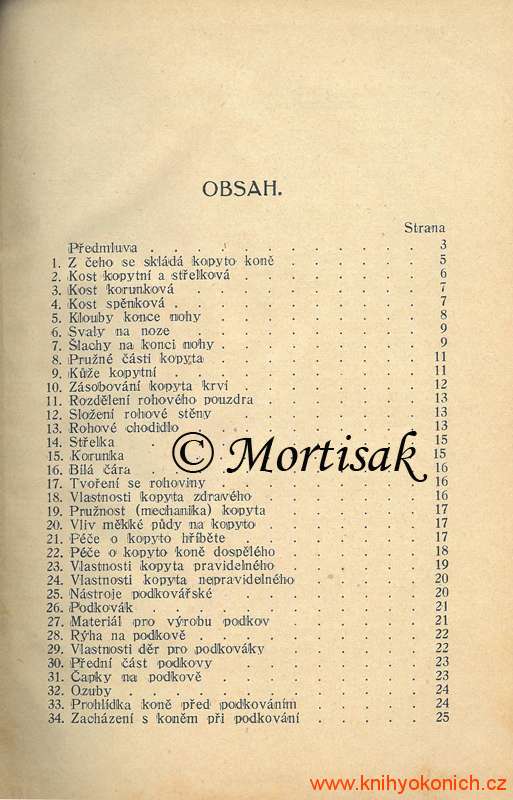 OBSAH.
Strana
Předmluva . . . . . . . . . . . 3
1. Z čeho se skládá kopyto koně . . . . . . 5
2. Kost kopytní a střelková . . . . . . . . 6
3. Kost korunková . . . . . . . . . . 7
4. Kost spěnková . . . . . . . . . . 7
5. Klouby konce nohy . . . . . . . . . 8
6. Svaly na noze . . . . . . . . . . 9
7. Šlachy na konci nohy . . . . . . . . . 9
8. Pružné části kopyta . . . . . . . . . 11
9. Kůže kopytní . . . . . . . . . . 11
10. Zásobování kopyta krví . . . . . . . . 12
11. Rozdělení rohového pouzdra . . . . . . . 13
12. Složení rohové stěny . . . . . . . . 13
13. Rohové chodidlo . . . . . . . . . 13
14. Střelka . . . . . . . . . . . 15
15. Korunka . . . . . . . . . . . 15
16. Bílá čára . . . . . . . . . . . 16
17. Tvoření se rohoviny . . . . . . . . . 16
18. Vlastnosti kopyta zdravého . . . . . . . 16
19. Pružnost (mechanika) kopyta . . . . . . 17
20. Vliv měkké půdy na kopyto . . . . . . . 17
21. Péče o kopyto hříběte . . . . . . . . 17
22. Péče o kopyto koně dospělého . . . . . . 18
23. Vlastnosti kopyta pravidelného . . . . . . 19
24. Vlastnosti kopyta nepravidelného . . . . . 20
25. Nástroje podkovářské . . . . . . . . 20
26. Podkovák . . . . . . . . . . . 21
27. Materiál pro výrobu podkov . . . . . . . 21
28. Rýha na podkově . . . . . . . . . 22
29. Vlastnosti děr pro podkováky . . . . . . 22
30. Přední část podkovy . . . . . . . . 23
31. Čapky na podkově . . . . . . . . . 23
32. Ozuby . . . . . . . . . . . . 24
33. Prohlídka koně před podkováním . . . . . 24
34. Zacházení s koněm při podkování . . . . . 25
© Mortisak
www.knihyokonich.cz